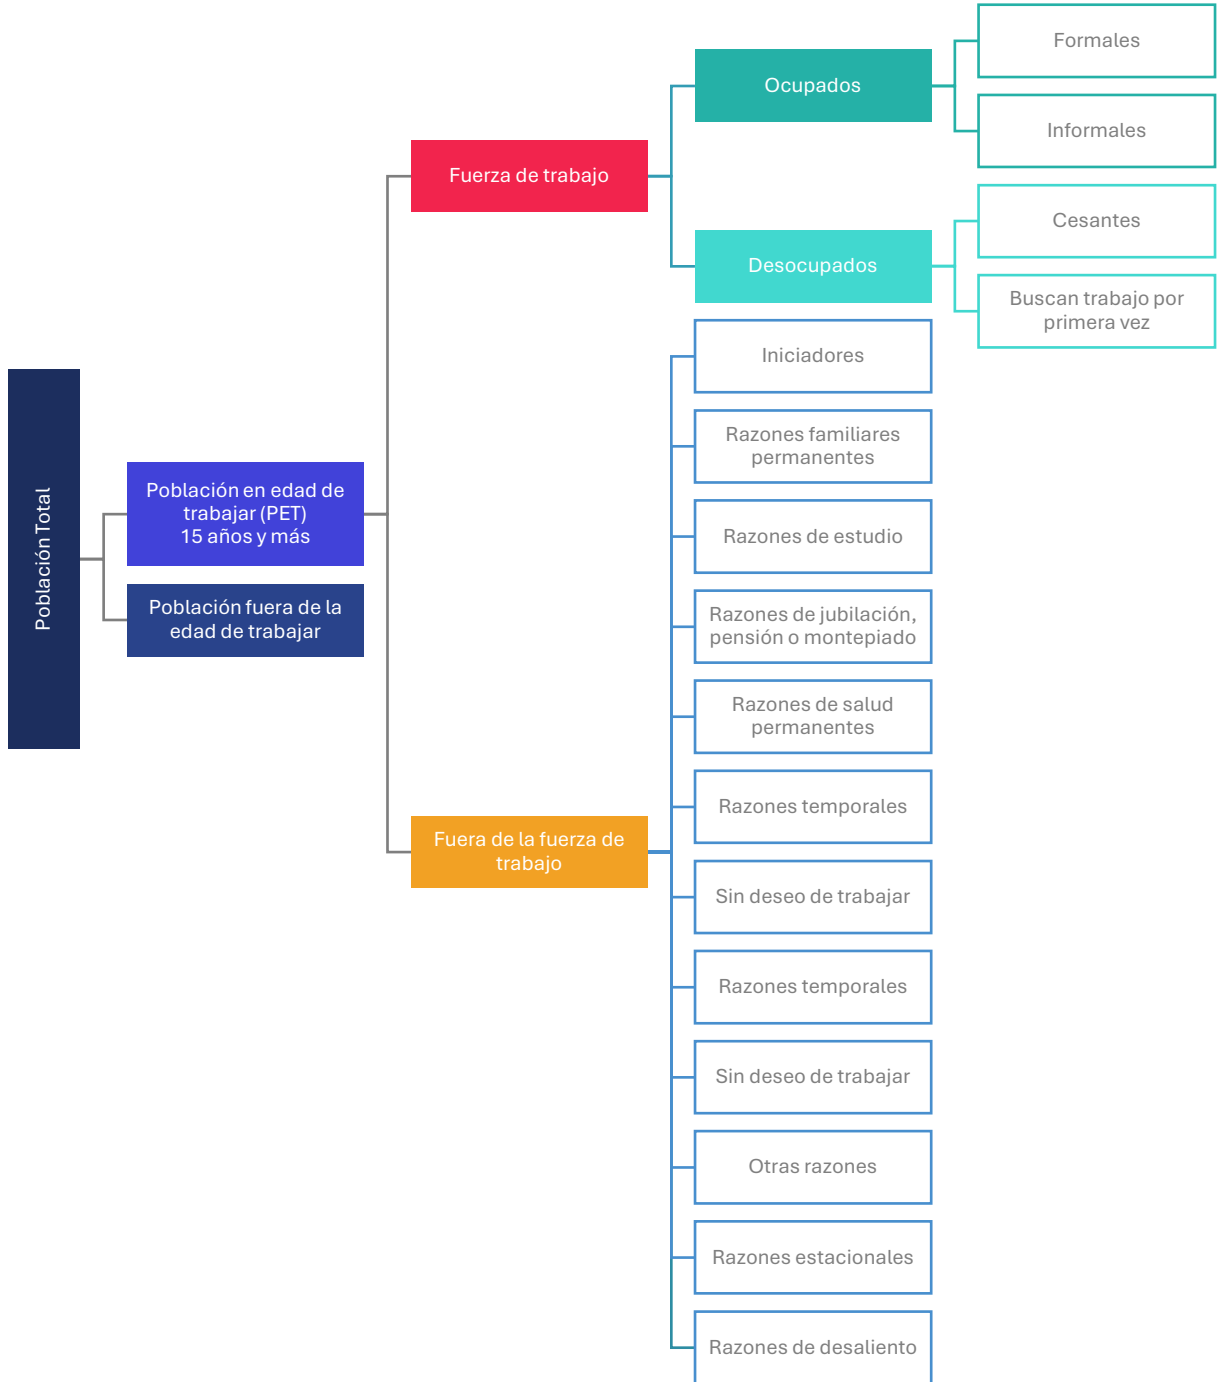 Población Total
Población en edad de
trabajar (PET)
15 años y más
Población fuera de la
edad de trabajar
Fuerza de trabajo
Ocupados
Formales
Informales
Desocupados
Cesantes
Buscan trabajo por
primera vez
Fuera de la fuerza de
trabajo
Iniciadores
Razones familiares
permanentes
Razones de estudio
Razones de jubilación,
pensión o montepiado
Razones de salud
permanentes
Razones temporales
Sin deseo de trabajar
Razones temporales
Sin deseo de trabajar
Otras razones
Razones estacionales
Razones de desaliento